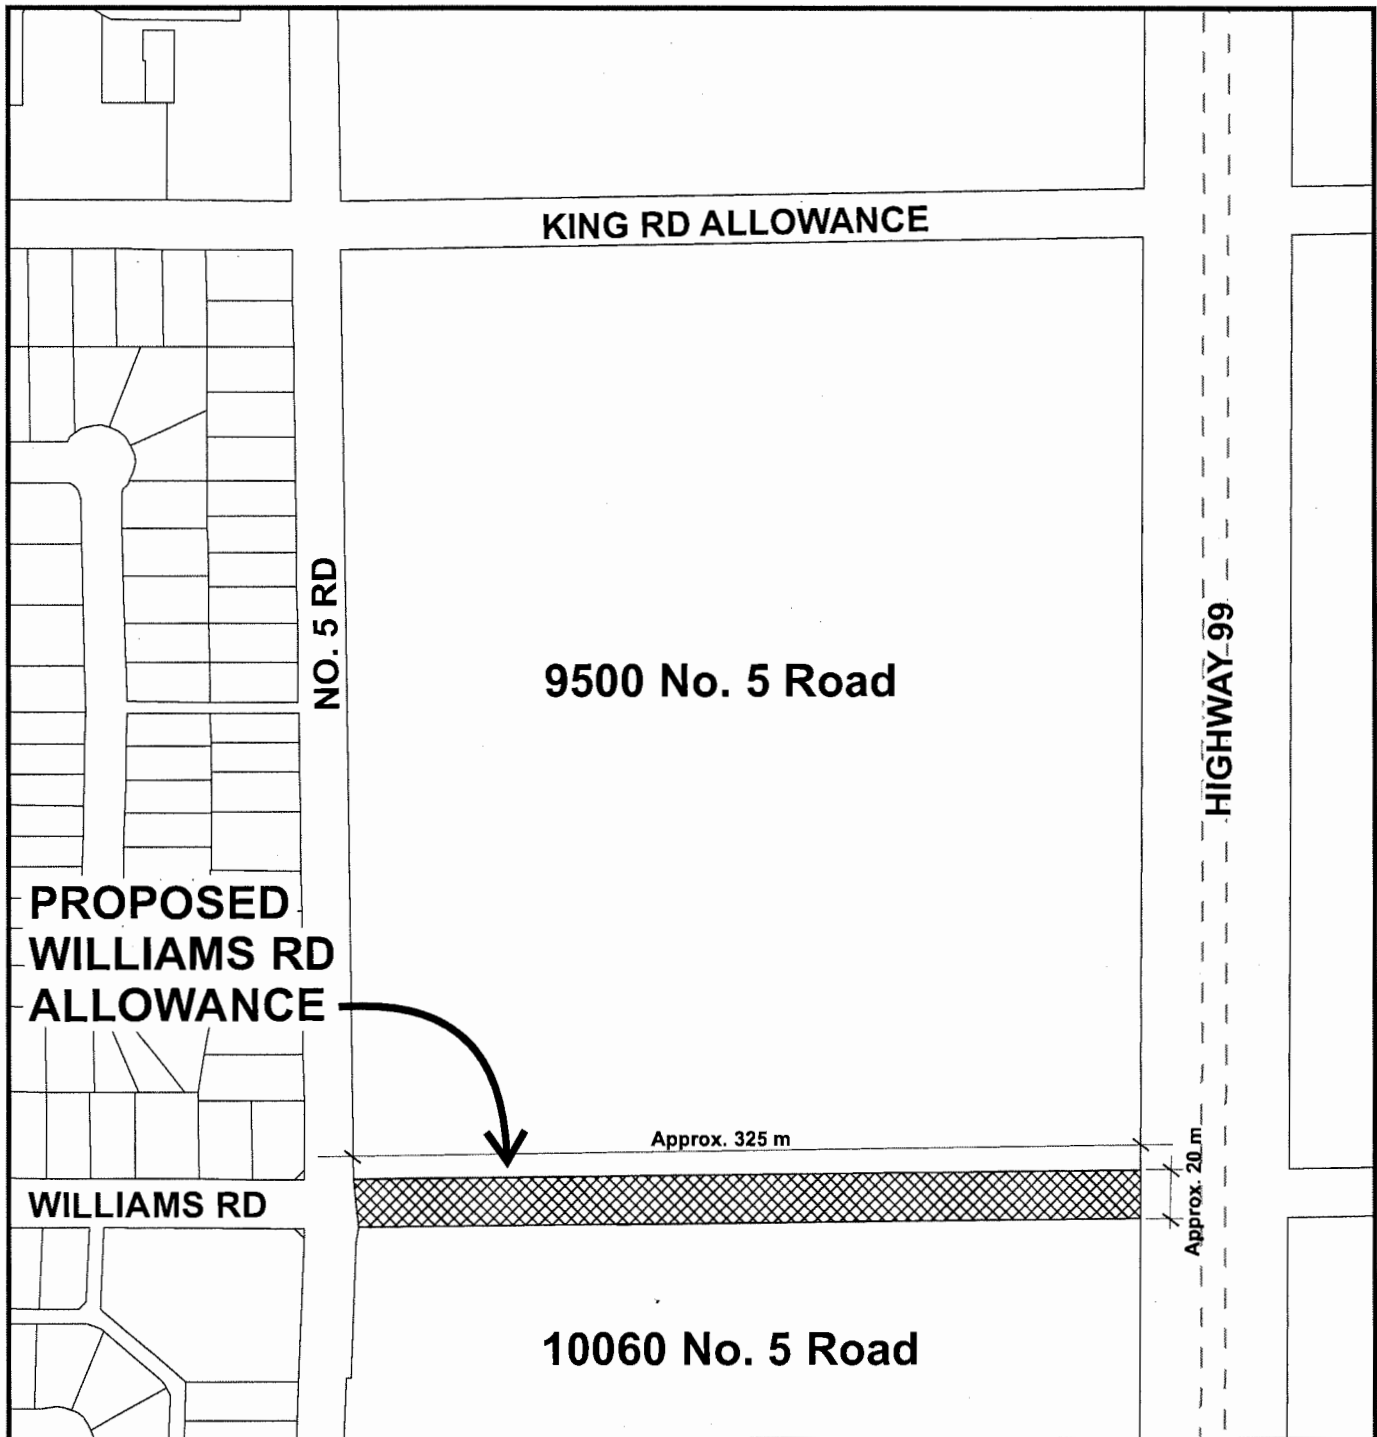 KING RD ALLOWANCE
NO. 5 RD
9500 No. 5 Road
HIGHWAY 99
PROPOSED
WILLIAMS RD
ALLOWANCE
Approx. 325 m
Approx. 20 m
WILLIAMS RD
10060 No. 5 Road